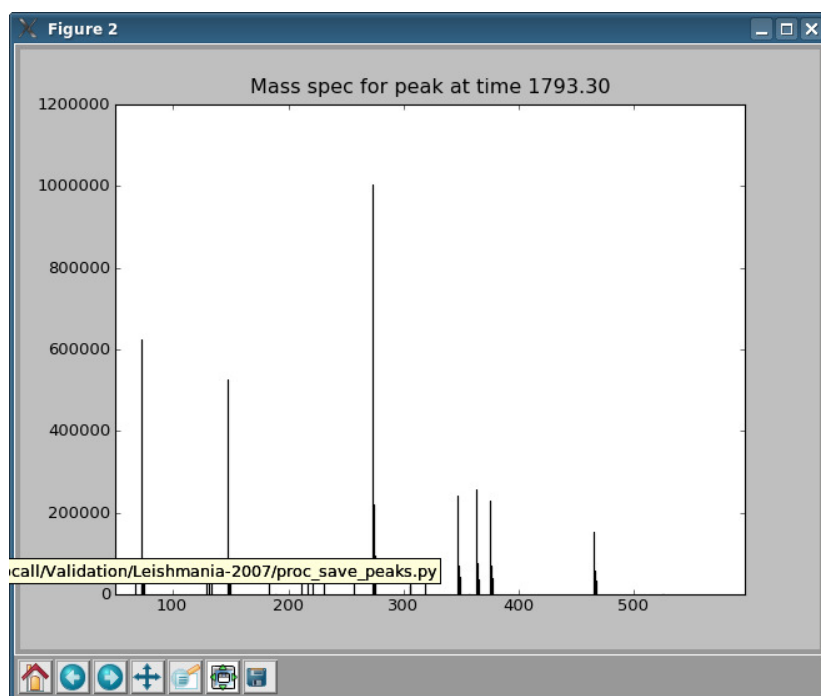 Figure 2
Mass spec for peak at time 1793.30
1200000
1000000
800000
600000
400000
200000
ocall/Validation/Leishmania-2007/proc_save_peaks.py
0
100 200 300 400 500